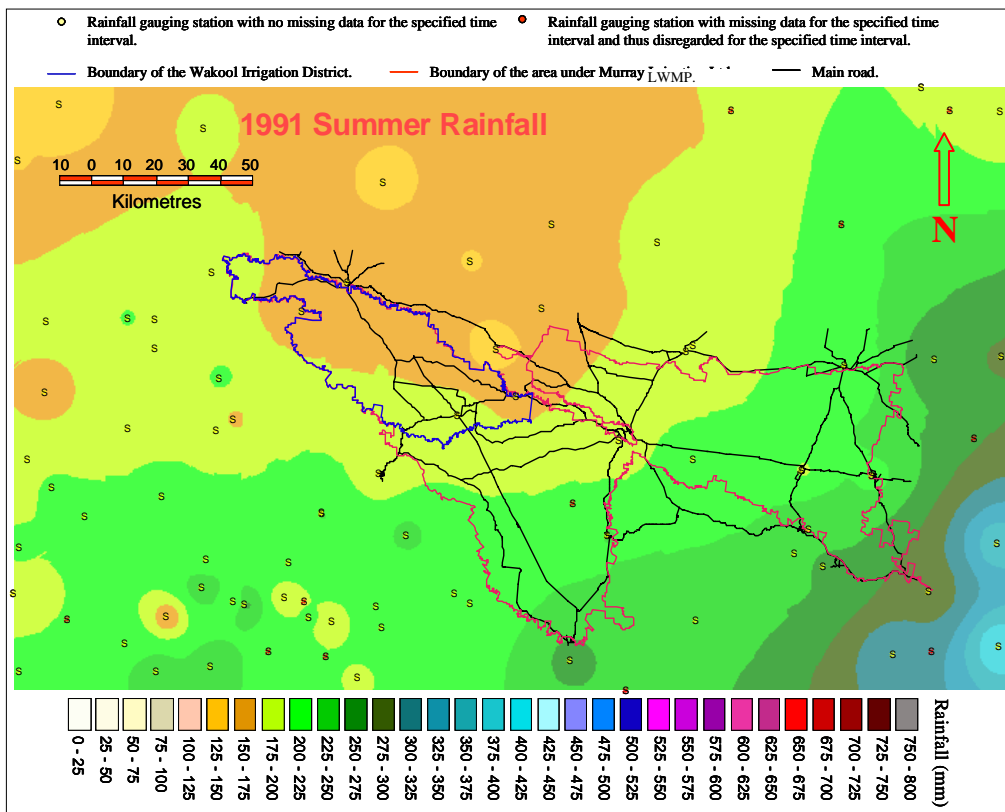 Rainfall gauging station with no missing data for the specified time
interval.
Rainfall gauging station with missing data for the specified time
interval and thus disregarded for the specified time interval.
Boundary of the Wakool Irrigation District.
Boundary of the area under Murray
LWMP.
Main road.
1991 Summer Rainfall
10 0 10 20 30 40 50
Kilometres
N
0 - 25
25 - 50
50 - 75
75 - 100
100 - 125
125 - 150
150 - 175
175 - 200
200 - 225
225 - 250
250 - 275
275 - 300
300 - 325
325 - 350
350 - 375
375 - 400
400 - 425
425 - 450
450 - 475
475 - 500
500 - 525
525 - 550
550 - 575
575 - 600
600 - 625
625 - 650
650 - 675
675 - 700
700 - 725
725 - 750
750 - 800
Rainfall (mm)